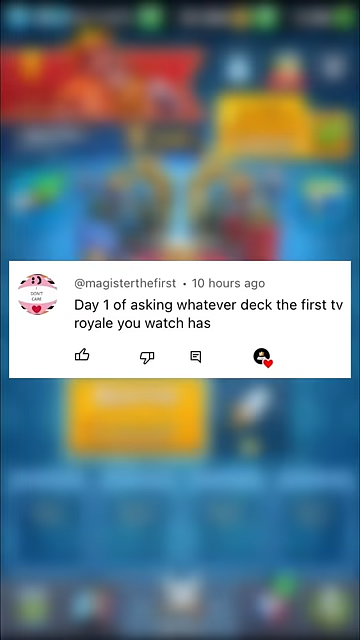 @magisterthefirst • 10 hours ago
Day 1 of asking whatever deck the first tv
royale you watch has